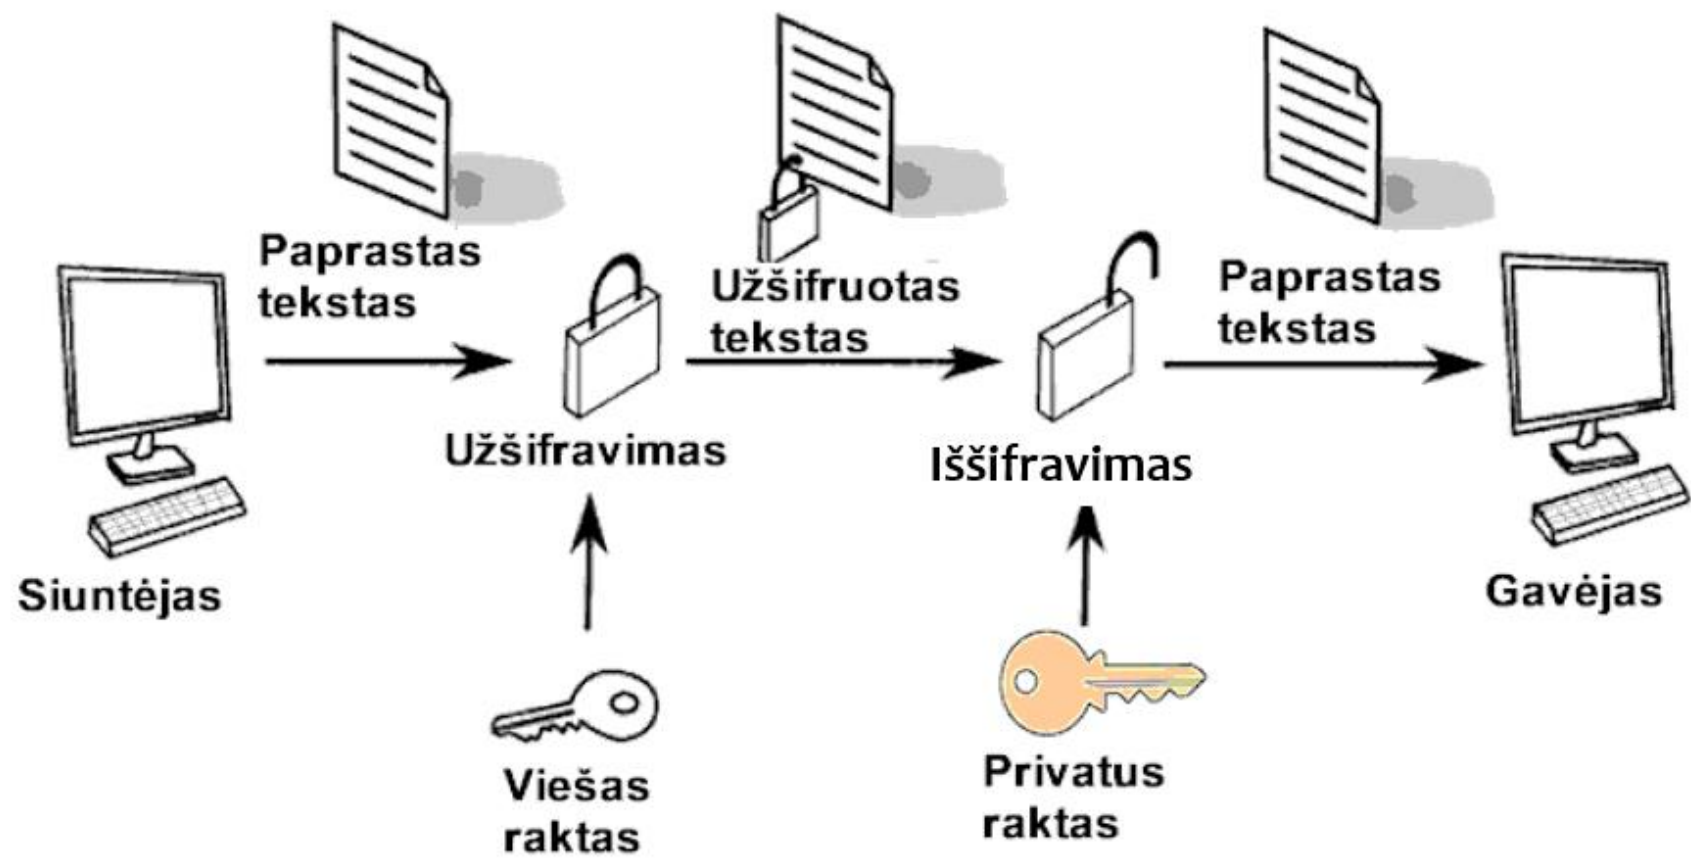 Paprastas
tekstas
Užšifruotas
tekstas
Paprastas
tekstas
Užšifravimas
Iššifravimas
Siuntėjas
Gavėjas
Viešas
raktas
Privatus
raktas